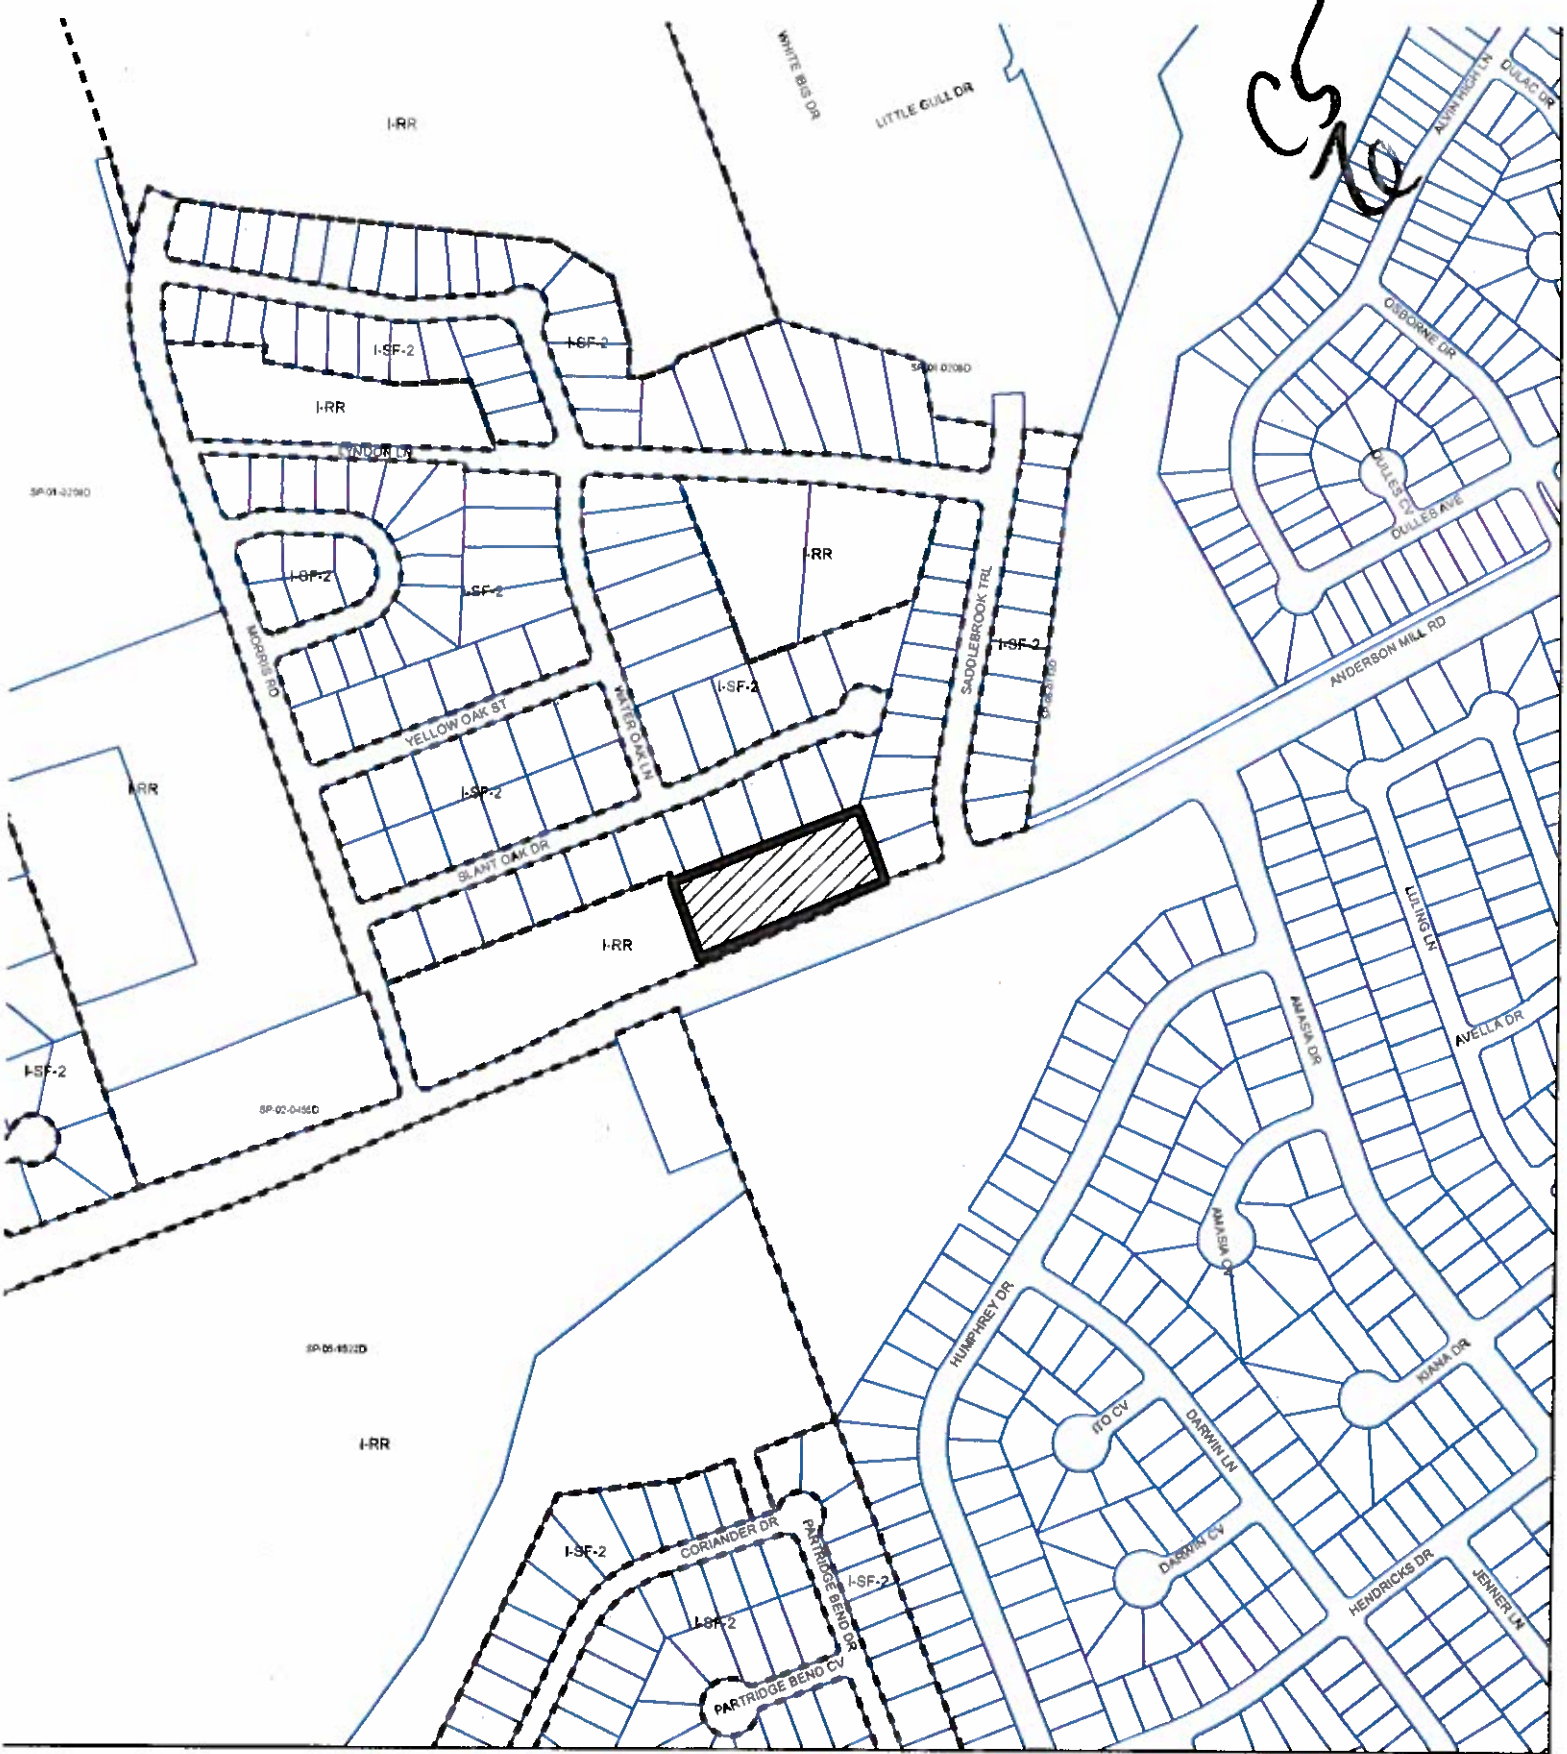 I-RR
WHITE IBIS DR
LITTLE GULL DR
ALVIN HIGH LN
DULAC DR
OSBORNE DR
I-SF-2
I-SF-2
I-RR
LYNDON LN
DULLES CV
DULLES AVE
I-RR
I-SF-2
I-SF-2
MORRIS RD
SADDLEBROOK TRL
I-SF-2
ANDERSON MILL RD
I-SF-2
YELLOW OAK ST
WATER OAK LN
I-RR
I-SF-2
SLANT OAK DR
LULING LN
I-RR
AMASIA DR
AVELLA DR
I-SF-2
SP-02-0455D
AMASIA CV
HUMPHREY DR
KIANA DR
I-RR
ITO CV
DARWIN LN
CORIANDER DR
PARTRIDGE BEND DR
I-SF-2
I-SF-2
DARWIN CV
I-SF-2
HENDRICKS DR
JENNER LN
PARTRIDGE BEND CV